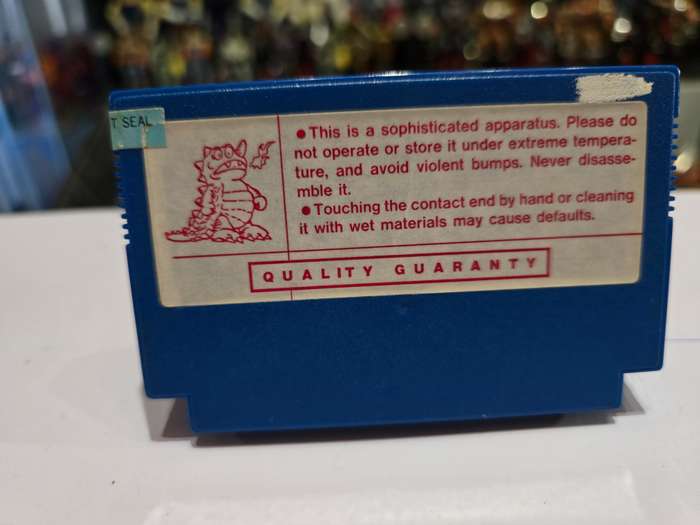 T SEAL
●This is a sophisticated apparatus. Please do
not operate or store it under extreme tempera-
ture, and avoid violent bumps. Never disasse-
mble it.
●Touching the contact end by hand or cleaning
it with wet materials may cause defaults.
QUALITY GUARANTY